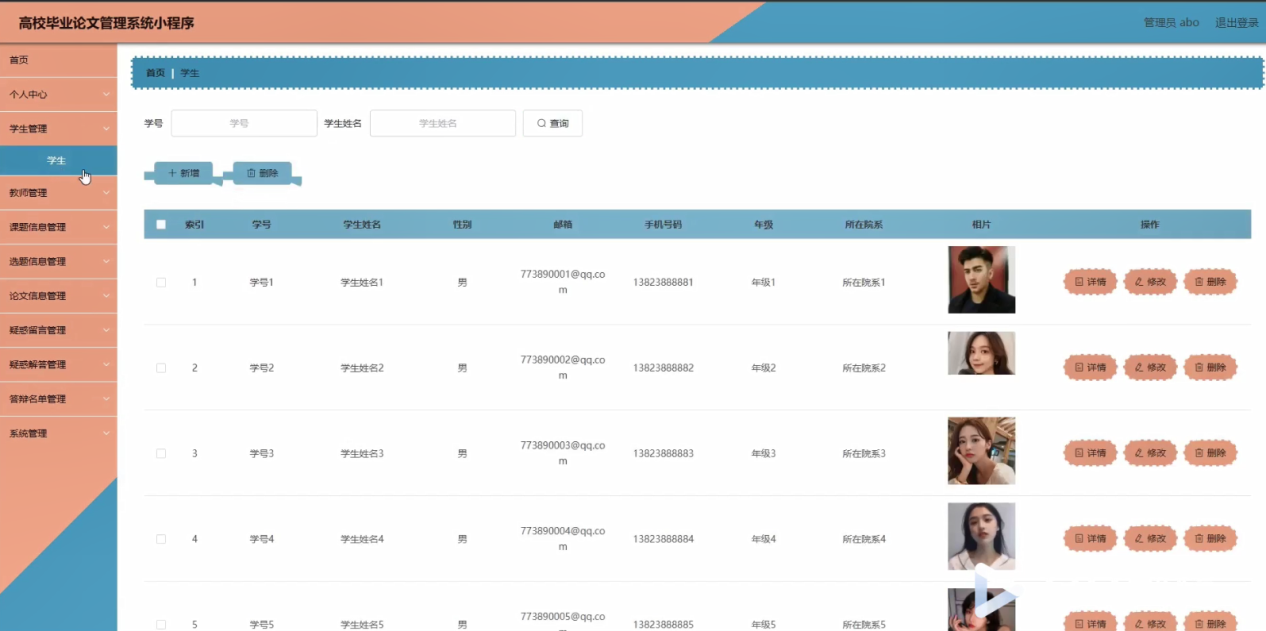 高校毕业论文管理系统小程序
管理员 abo 退出登录
首页
个人中心
学生管理
学生
教师管理
课题信息管理
选题信息管理
论文信息管理
疑惑留言管理
疑惑解答管理
答辩名单管理
系统管理
首页 | 学生
学号 学号 学生姓名 学生姓名 查询
新增 删除
索引 学号 学生姓名 性别 邮箱 手机号码 年级 所在院系 相片 操作
1 学号1 学生姓名1 男 773890001@qq.co
m 13823888881 年级1 所在院系1 详情 修改 删除
2 学号2 学生姓名2 男 773890002@qq.co
m 13823888882 年级2 所在院系2 详情 修改 删除
3 学号3 学生姓名3 男 773890003@qq.co
m 13823888883 年级3 所在院系3 详情 修改 删除
4 学号4 学生姓名4 男 773890004@qq.co
m 13823888884 年级4 所在院系4 详情 修改 删除
5 学号5 学生姓名5 男 773890005@qq.co
13823888885 年级5 所在院系5 详情 修改 删除